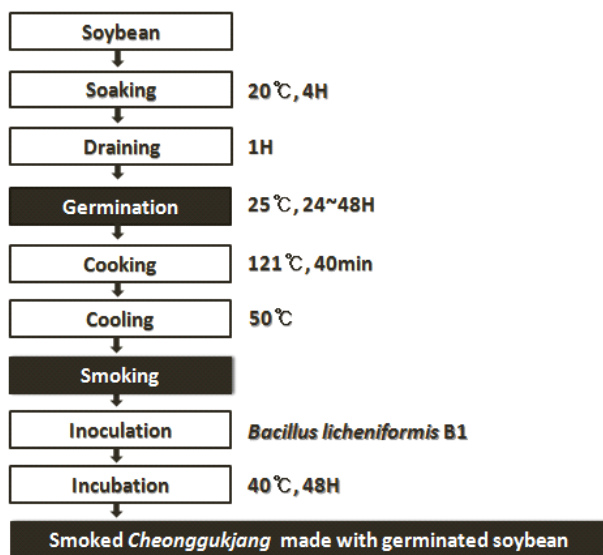 Soybean
Soaking 20℃, 4H
Draining 1H
Germination 25℃, 24~48H
Cooking 121℃, 40min
Cooling 50℃
Smoking
Inoculation Bacillus licheniformis B1
Incubation 40℃, 48H
Smoked Cheonggukjang made with germinated soybean